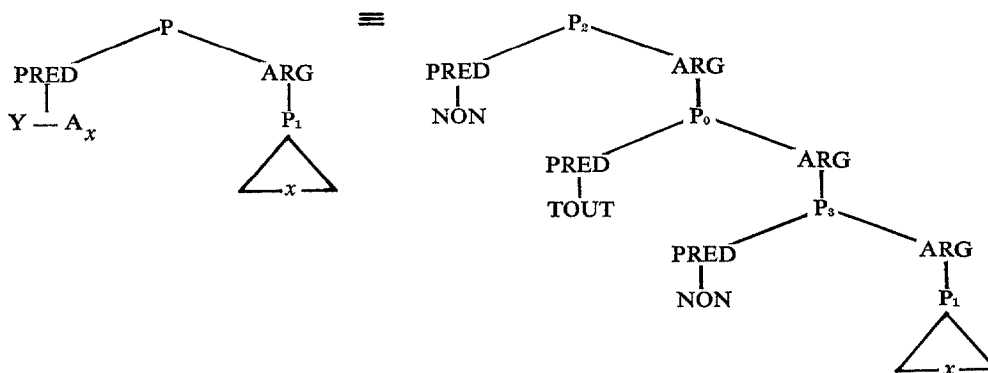 P ≡ P₂
PRED ARG PRED ARG
Y — Aₓ P₁ NON P₀
x PRED ARG
TOUT P₃
PRED ARG
NON P₁
x